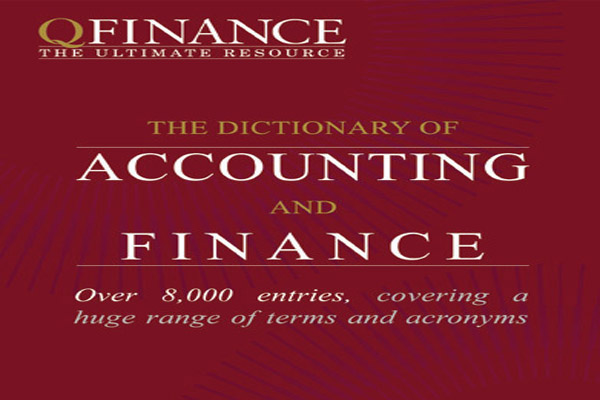 QFINANCE
THE ULTIMATE RESOURCE
THE DICTIONARY OF
ACCOUNTING
AND
FINANCE
Over 8,000 entries, covering a
huge range of terms and acronyms